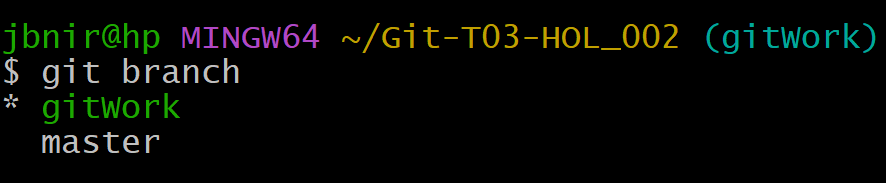 jbnir@hp MINGW64 ~/Git-T03-HOL_002 (gitWork)
$ git branch
* gitWork
  master